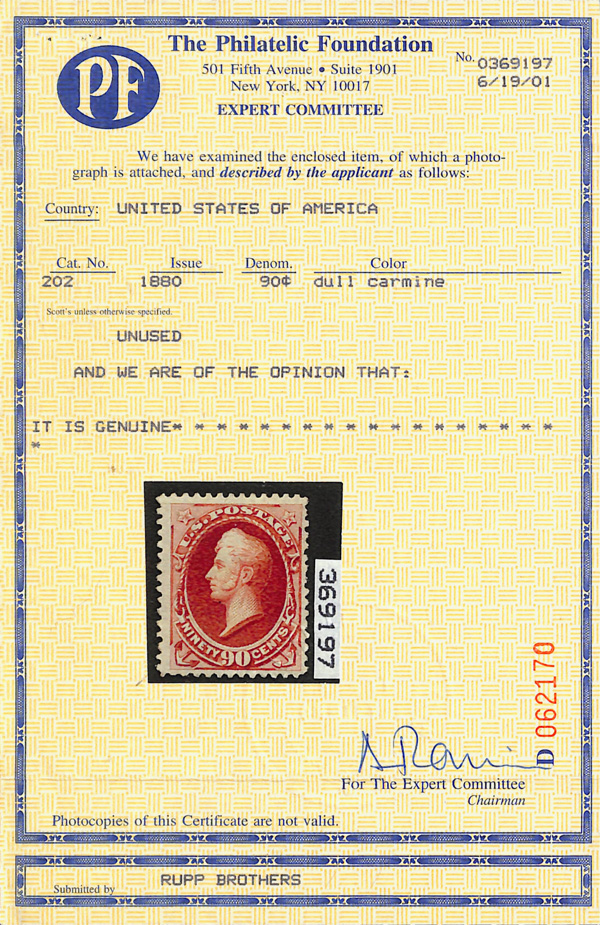 PF
The Philatelic Foundation
501 Fifth Avenue • Suite 1901
New York, NY 10017
EXPERT COMMITTEE
No. 0369197
6/19/01
We have examined the enclosed item, of which a photo-
graph is attached, and described by the applicant as follows:
Country: UNITED STATES OF AMERICA
Cat. No. Issue Denom. Color
202 1880 90¢ dull carmine
Scott's unless otherwise specified.
UNUSED
AND WE ARE OF THE OPINION THAT:
IT IS GENUINE* * * * * * * * * * * * * * * * * *
*
U.S. POSTAGE
NINETY 90 CENTS
369197
D 062170
For The Expert Committee
Chairman
Photocopies of this Certificate are not valid.
Submitted by RUPP BROTHERS